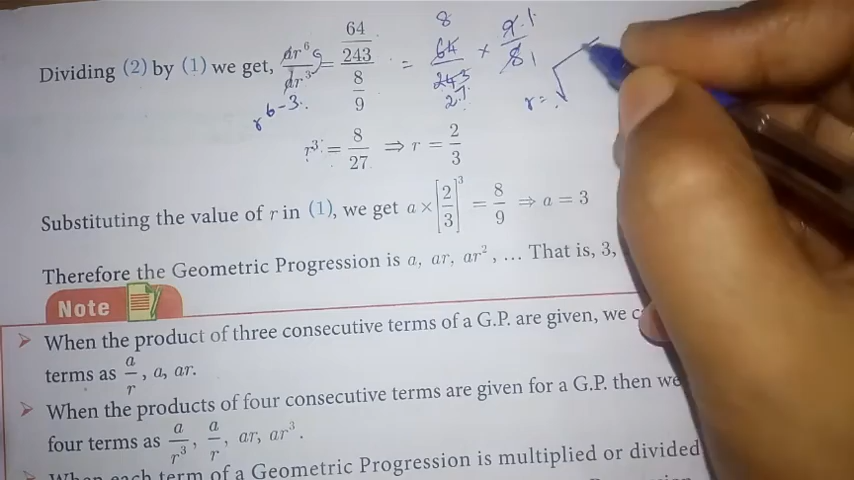 Dividing (2) by (1) we get, ar⁶/ar³ = (64/243)/(8/9) = 64/243 × 9/8
8 1 1
27
r⁶⁻³
r =
r³ = 8/27 ⇒ r = 2/3
Substituting the value of r in (1), we get a × [2/3]³ = 8/9 ⇒ a = 3
Therefore the Geometric Progression is a, ar, ar², … That is, 3,
Note
➢ When the product of three consecutive terms of a G.P. are given, we
terms as a/r, a, ar.
➢ When the products of four consecutive terms are given for a G.P. then we
four terms as a/r³, a/r, ar, ar³.
➢ When each term of a Geometric Progression is multiplied or divided